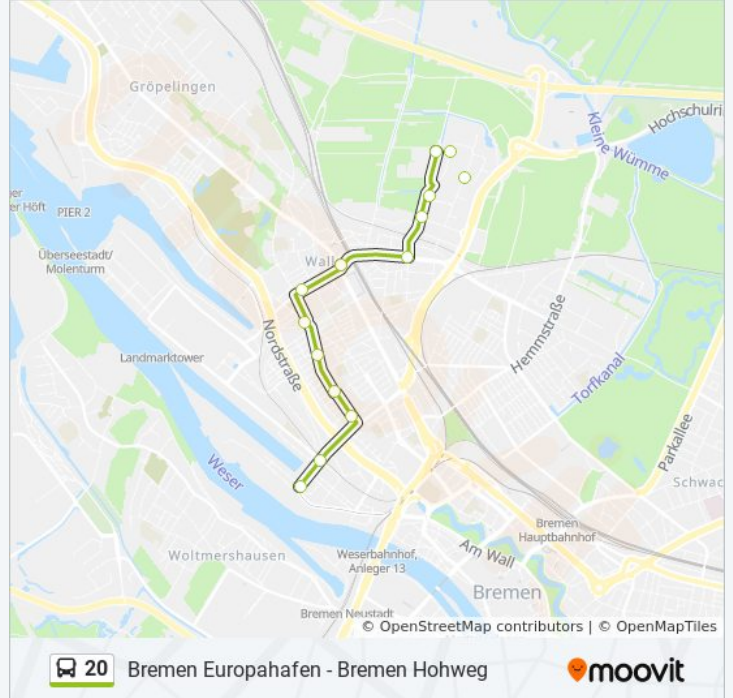 Gröpelingen
Hochschulri
Kleine Wümme
er
er Höft
PIER 2
Überseestadt/
Molenturm
Wall
Nordstraße
Hemmstraße
Landmarktower
Torfkanal
Parkallee
Weser
Schwac
Bremen
Hauptbahnhof
Am Wall
Woltmershausen
Weserbahnhof,
Anleger 13
Bremen
Bremen Neustadt
© OpenStreetMap contributors | © OpenMapTiles
20 Bremen Europahafen - Bremen Hohweg
moovit